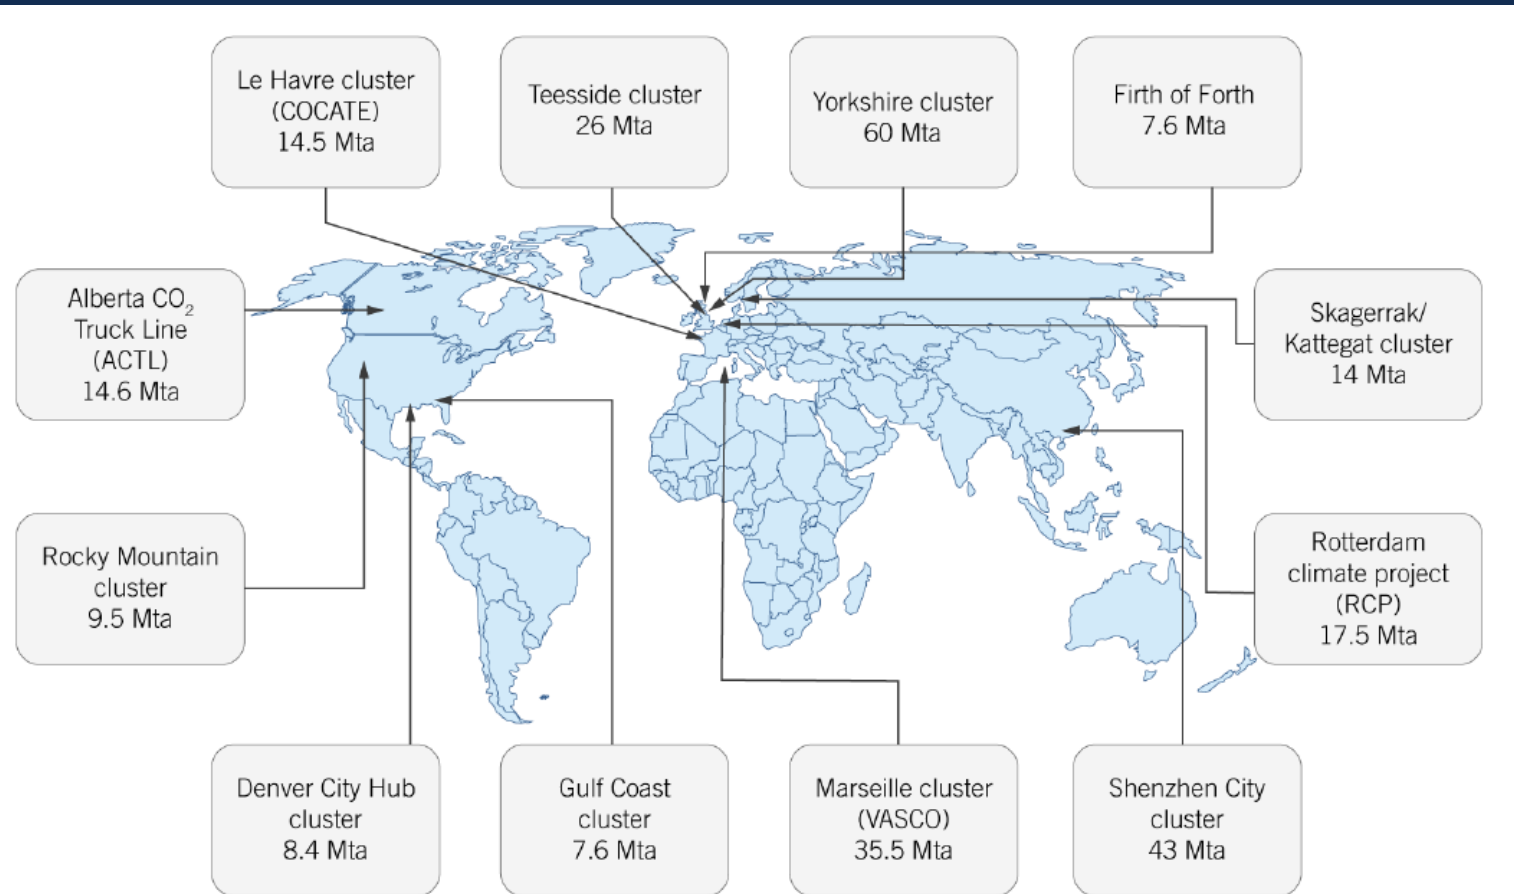 Le Havre cluster
(COCATE)
14.5 Mta
Teesside cluster
26 Mta
Yorkshire cluster
60 Mta
Firth of Forth
7.6 Mta
Alberta CO₂
Truck Line
(ACTL)
14.6 Mta
Skagerrak/
Kattegat cluster
14 Mta
Rocky Mountain
cluster
9.5 Mta
Rotterdam
climate project
(RCP)
17.5 Mta
Denver City Hub
cluster
8.4 Mta
Gulf Coast
cluster
7.6 Mta
Marseille cluster
(VASCO)
35.5 Mta
Shenzhen City
cluster
43 Mta